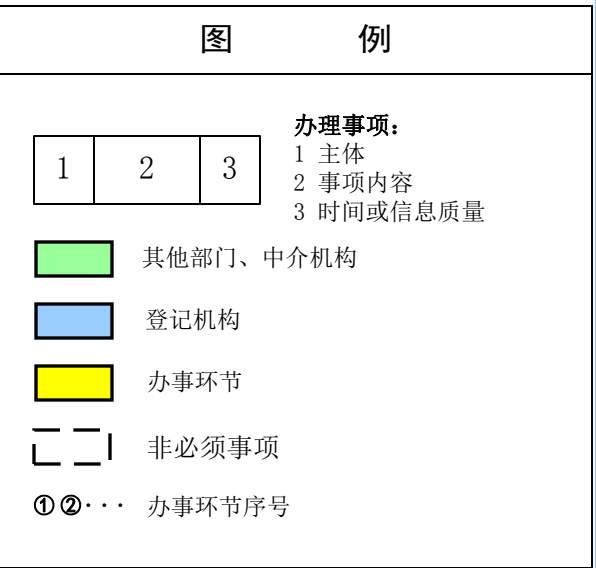 图 例
1 2 3
办理事项：
1 主体
2 事项内容
3 时间或信息质量
其他部门、中介机构
登记机构
办事环节
非必须事项
①②··· 办事环节序号